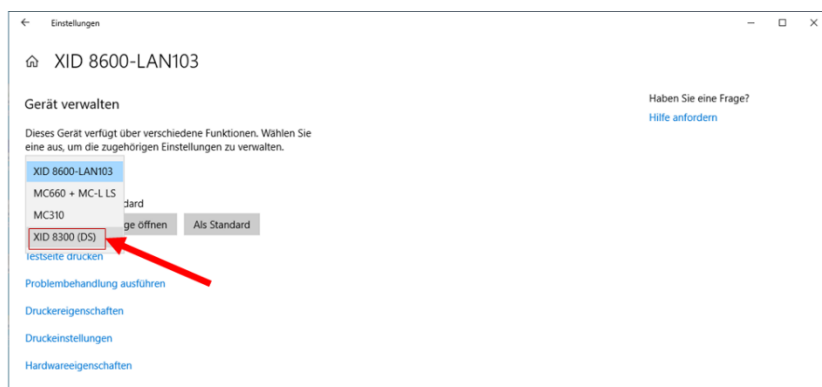 Einstellungen
XID 8600-LAN103
Gerät verwalten
Haben Sie eine Frage?
Hilfe anfordern
Dieses Gerät verfügt über verschiedene Funktionen. Wählen Sie
eine aus, um die zugehörigen Einstellungen zu verwalten.
XID 8600-LAN103
MC660 + MC-L LS
MC310
XID 8300 (DS)
dard
ge öffnen
Als Standard
Testseite drucken
Problembehandlung ausführen
Druckereigenschaften
Druckeinstellungen
Hardwareeigenschaften